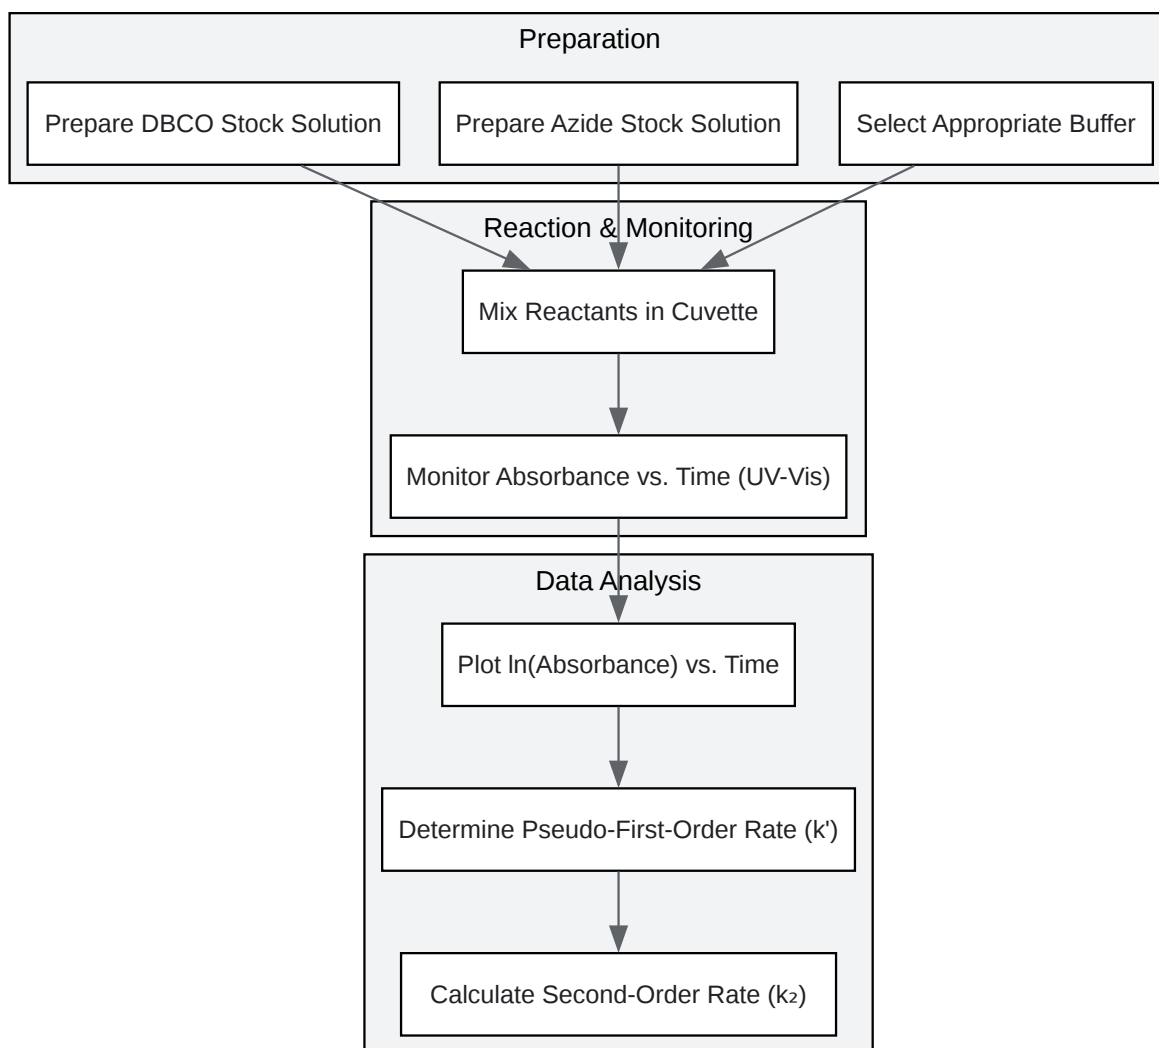 Preparation
Prepare DBCO Stock Solution
Prepare Azide Stock Solution
Select Appropriate Buffer
Reaction & Monitoring
Mix Reactants in Cuvette
Monitor Absorbance vs. Time (UV-Vis)
Data Analysis
Plot ln(Absorbance) vs. Time
Determine Pseudo-First-Order Rate (k')
Calculate Second-Order Rate (k₂)